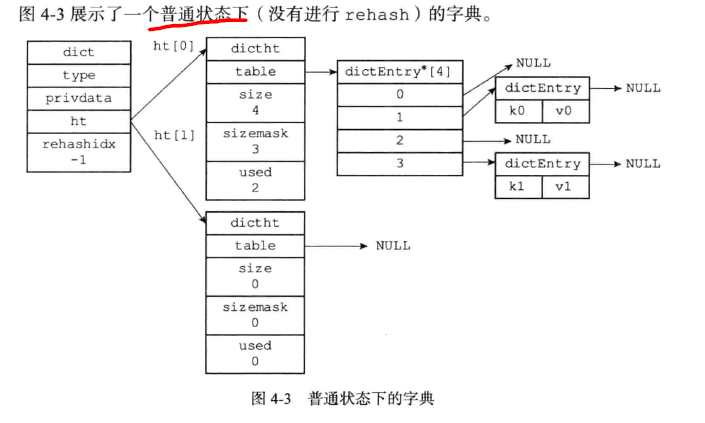 图 4-3 展示了一个普通状态下（没有进行 rehash）的字典。
dict
type
privdata
ht
rehashidx
-1
ht[0]
ht[1]
dictht
table
size
4
sizemask
3
used
2
dictEntry*[4]
0
1
2
3
NULL
dictEntry
k0 v0
NULL
NULL
dictEntry
k1 v1
NULL
dictht
table
size
0
sizemask
0
used
0
NULL
图 4-3 普通状态下的字典